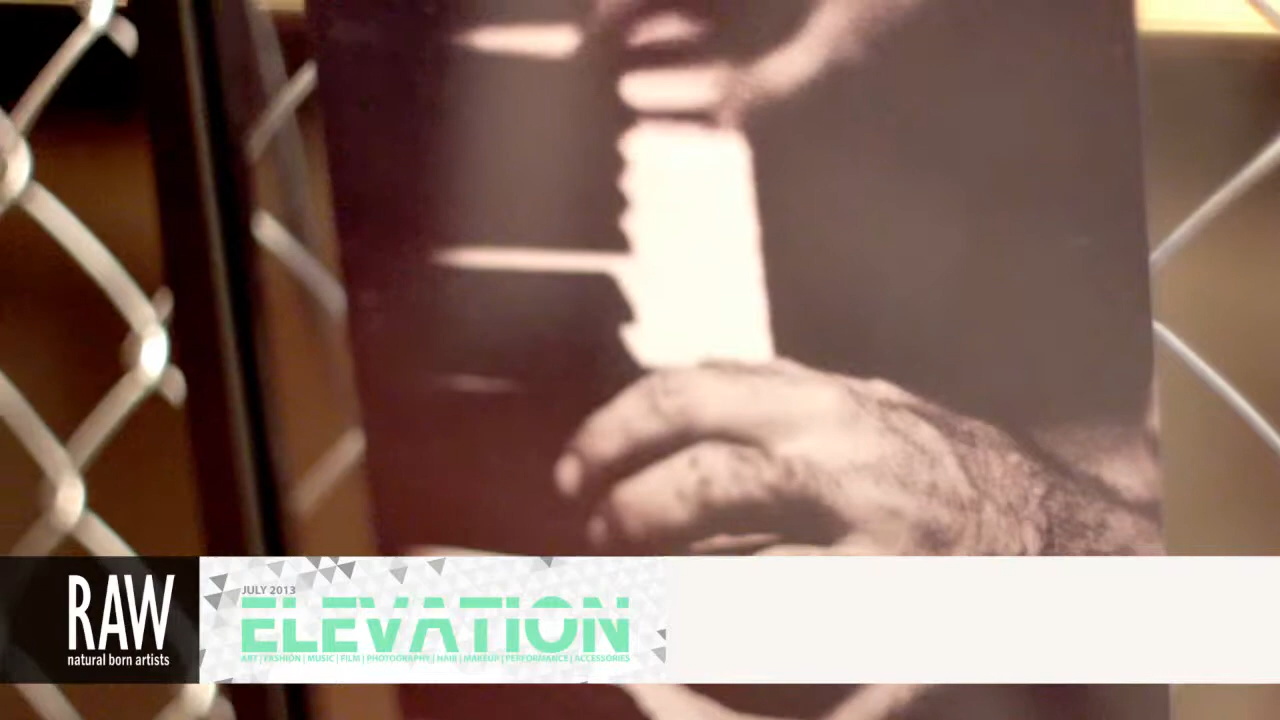 RAW
natural born artists
JULY 2013
ELEVATION
ART | FASHION | MUSIC | FILM | PHOTOGRAPHY | HAIR | MAKEUP | PERFORMANCE | ACCESSORIES